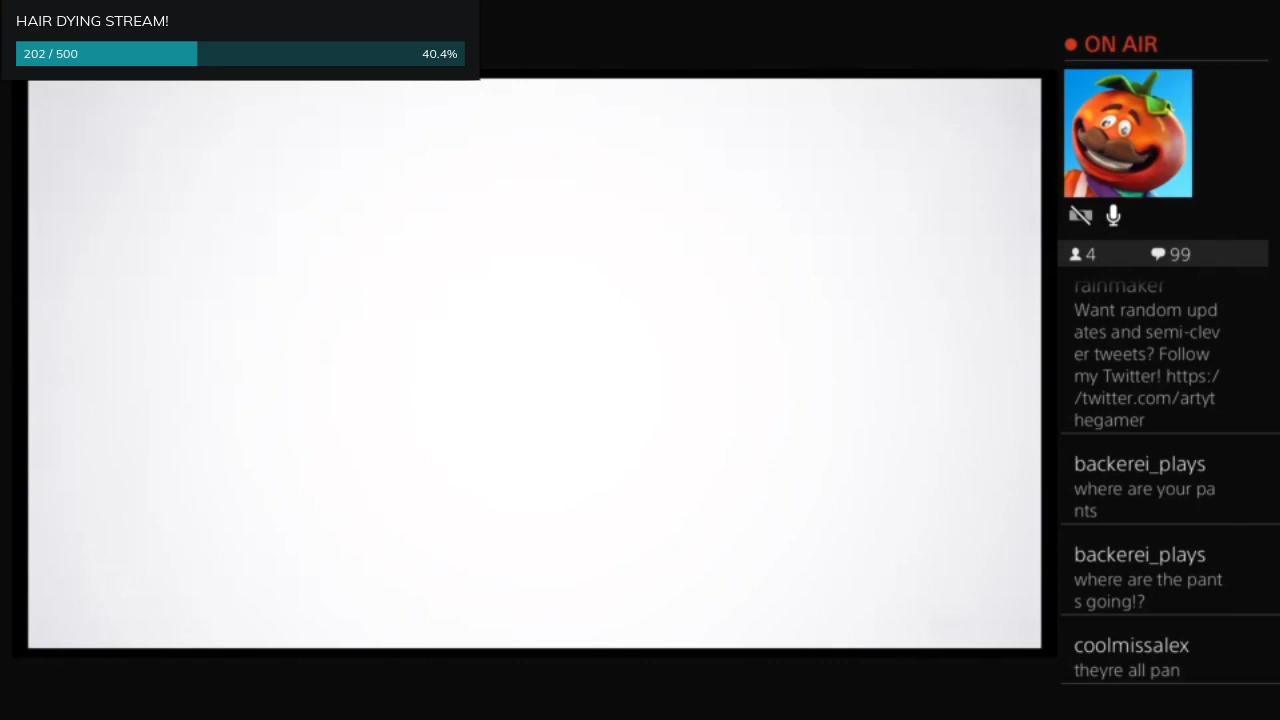 HAIR DYING STREAM!
202 / 500 40.4%
ON AIR
4 99
rainmaker
Want random upd
ates and semi-clev
er tweets? Follow
my Twitter! https:/
/twitter.com/artyt
hegamer
backerei_plays
where are your pa
nts
backerei_plays
where are the pant
s going!?
coolmissalex
theyre all pan